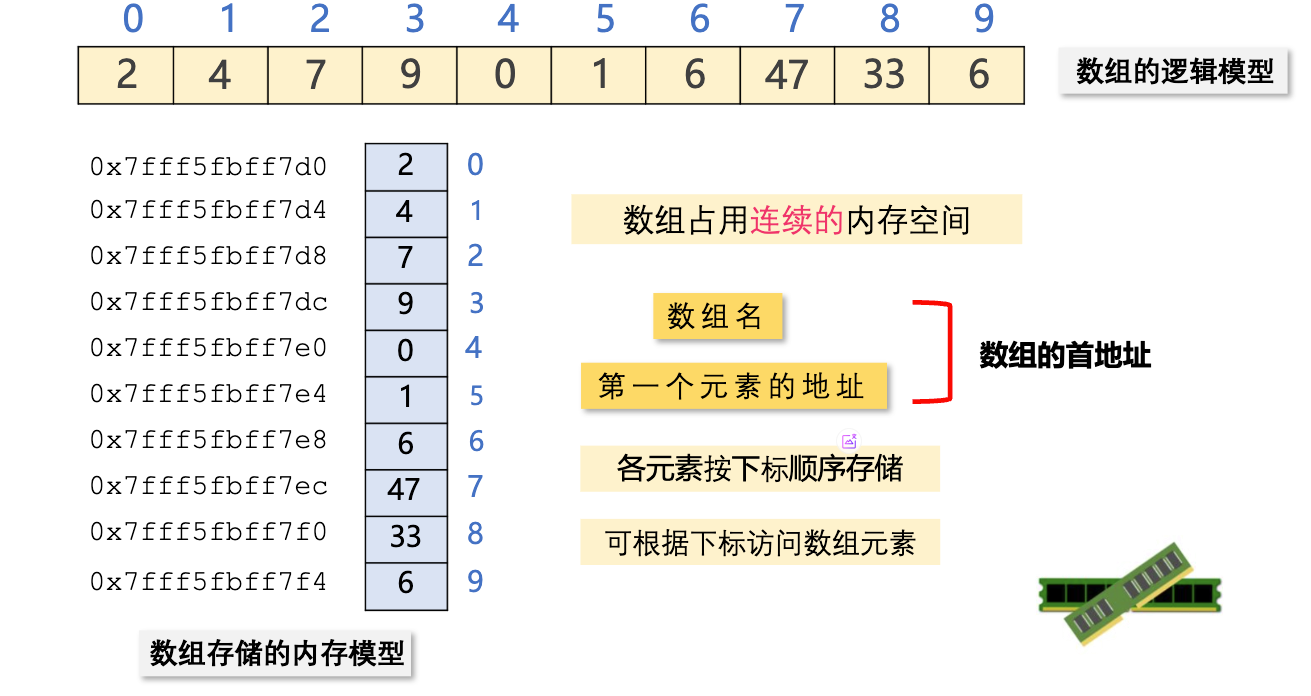 0 1 2 3 4 5 6 7 8 9
2 4 7 9 0 1 6 47 33 6
数组的逻辑模型
0x7fff5fbff7d0 2 0
0x7fff5fbff7d4 4 1
0x7fff5fbff7d8 7 2
0x7fff5fbff7dc 9 3
0x7fff5fbff7e0 0 4
0x7fff5fbff7e4 1 5
0x7fff5fbff7e8 6 6
0x7fff5fbff7ec 47 7
0x7fff5fbff7f0 33 8
0x7fff5fbff7f4 6 9
数组存储的内存模型
数组占用连续的内存空间
数组名
第一个元素的地址
数组的首地址
各元素按下标顺序存储
可根据下标访问数组元素